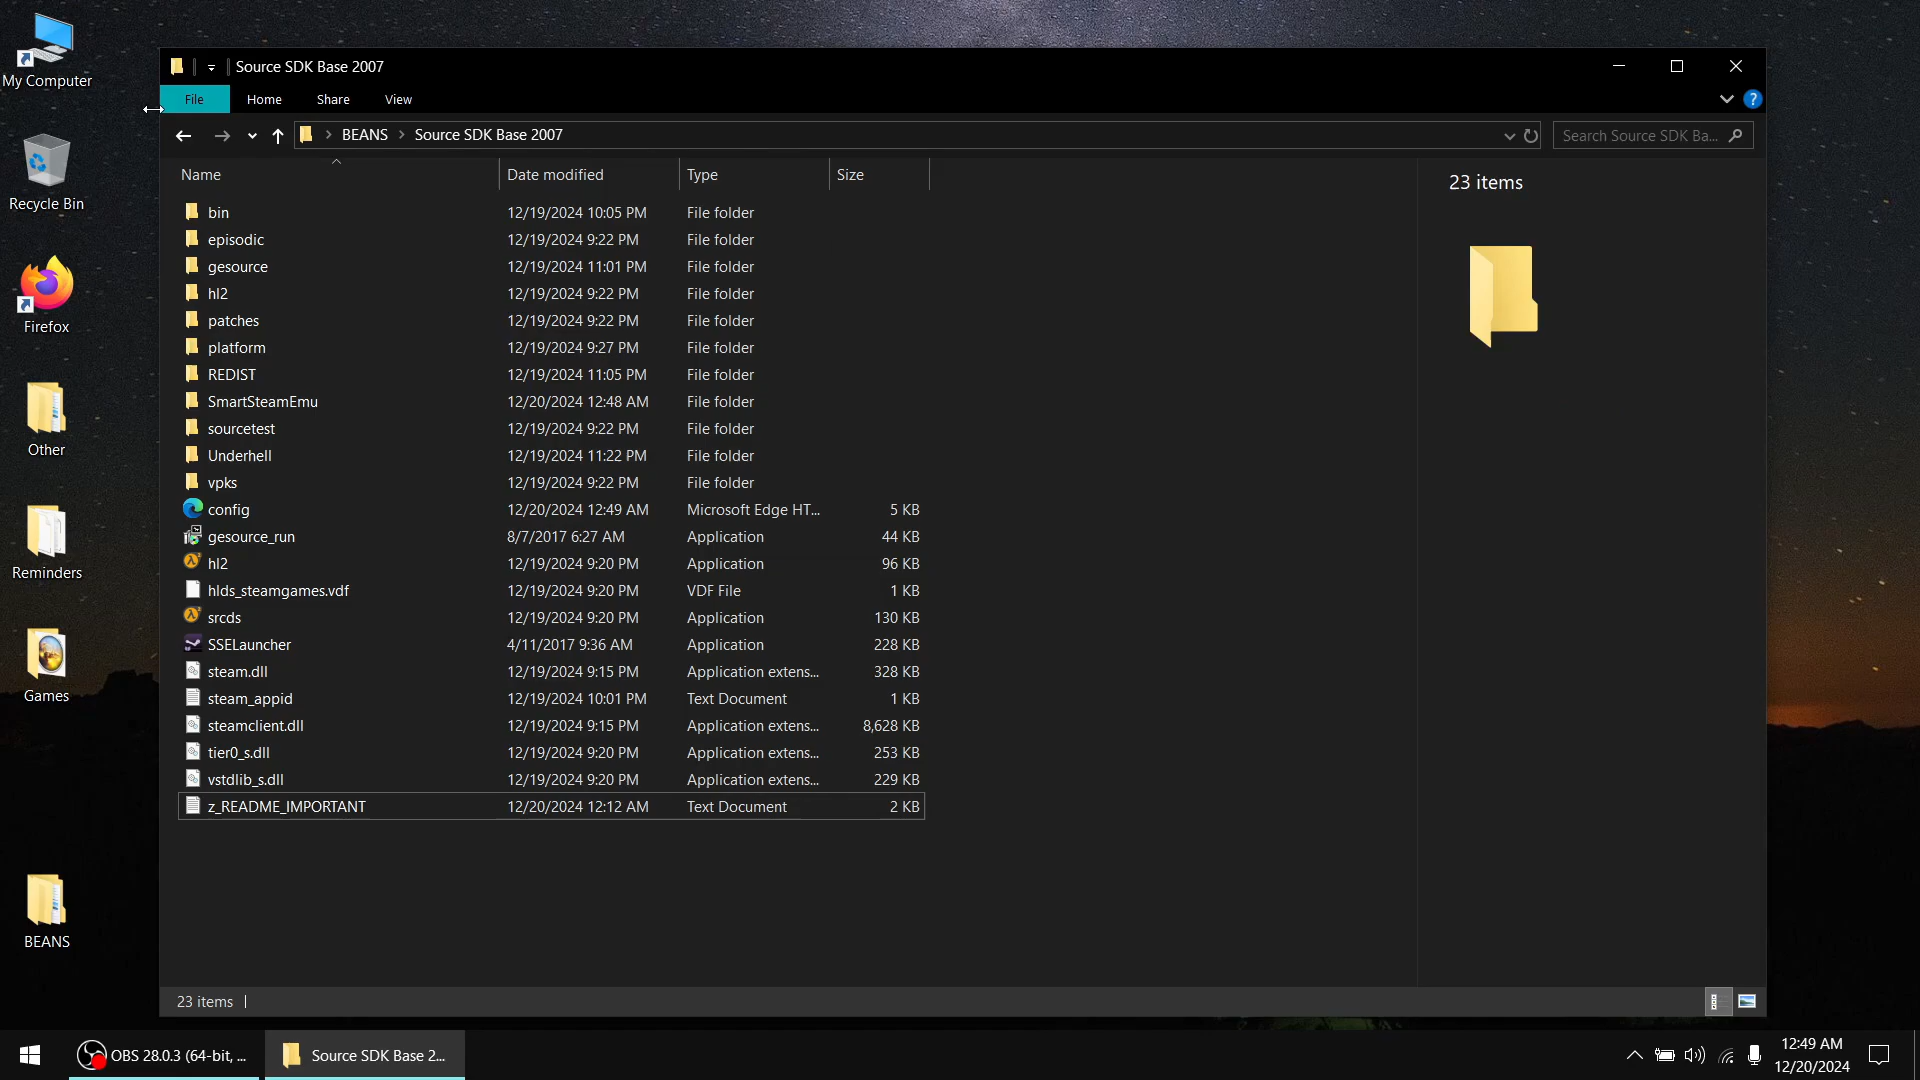 My Computer
Recycle Bin
Firefox
Other
Reminders
Games
BEANS
Source SDK Base 2007
File Home Share View
?
BEANS Source SDK Base 2007
Search Source SDK Ba...
Name Date modified Type Size
bin 12/19/2024 10:05 PM File folder
episodic 12/19/2024 9:22 PM File folder
gesource 12/19/2024 11:01 PM File folder
hl2 12/19/2024 9:22 PM File folder
patches 12/19/2024 9:22 PM File folder
platform 12/19/2024 9:27 PM File folder
REDIST 12/19/2024 11:05 PM File folder
SmartSteamEmu 12/20/2024 12:48 AM File folder
sourcetest 12/19/2024 9:22 PM File folder
Underhell 12/19/2024 11:22 PM File folder
vpks 12/19/2024 9:22 PM File folder
config 12/20/2024 12:49 AM Microsoft Edge HT... 5 KB
gesource_run 8/7/2017 6:27 AM Application 44 KB
hl2 12/19/2024 9:20 PM Application 96 KB
hlds_steamgames.vdf 12/19/2024 9:20 PM VDF File 1 KB
srcds 12/19/2024 9:20 PM Application 130 KB
SSELauncher 4/11/2017 9:36 AM Application 228 KB
steam.dll 12/19/2024 9:15 PM Application extens... 328 KB
steam_appid 12/19/2024 10:01 PM Text Document 1 KB
steamclient.dll 12/19/2024 9:15 PM Application extens... 8,628 KB
tier0_s.dll 12/19/2024 9:20 PM Application extens... 253 KB
vstdlib_s.dll 12/19/2024 9:20 PM Application extens... 229 KB
z_README_IMPORTANT 12/20/2024 12:12 AM Text Document 2 KB
23 items
23 items
OBS 28.0.3 (64-bit, ...
Source SDK Base 2...
12:49 AM
12/20/2024